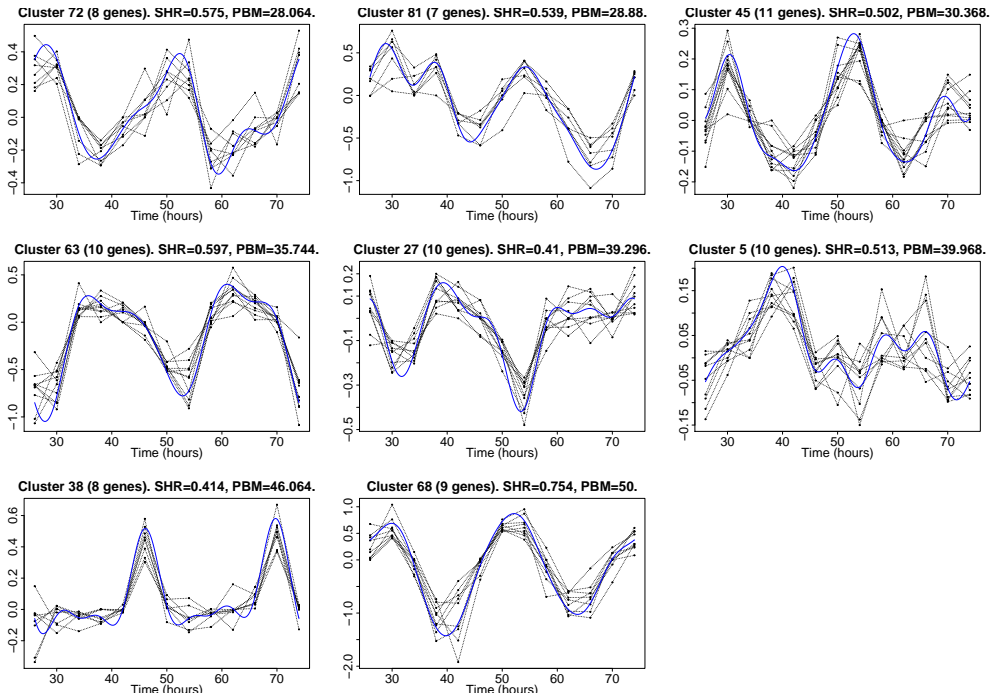 Cluster 72 (8 genes). SHR=0.575, PBM=28.064.
0.4
0.2
0.0
−0.2
−0.4
30 40 50 60 70
Time (hours)
Cluster 81 (7 genes). SHR=0.539, PBM=28.88.
0.5
0.0
−0.5
−1.0
30 40 50 60 70
Time (hours)
Cluster 45 (11 genes). SHR=0.502, PBM=30.368.
0.3
0.2
0.1
0.0
−0.1
−0.2
30 40 50 60 70
Time (hours)
Cluster 63 (10 genes). SHR=0.597, PBM=35.744.
0.5
0.0
−0.5
−1.0
30 40 50 60 70
Time (hours)
Cluster 27 (10 genes). SHR=0.41, PBM=39.296.
0.2
0.1
−0.1
−0.3
−0.5
30 40 50 60 70
Time (hours)
Cluster 5 (10 genes). SHR=0.513, PBM=39.968.
0.15
0.05
−0.05
−0.15
30 40 50 60 70
Time (hours)
Cluster 38 (8 genes). SHR=0.414, PBM=46.064.
0.6
0.4
0.2
0.0
−0.2
30 40 50 60 70
Time (hours)
Cluster 68 (9 genes). SHR=0.754, PBM=50.
1.0
0.5
0.0
−1.0
−2.0
30 40 50 60 70
Time (hours)